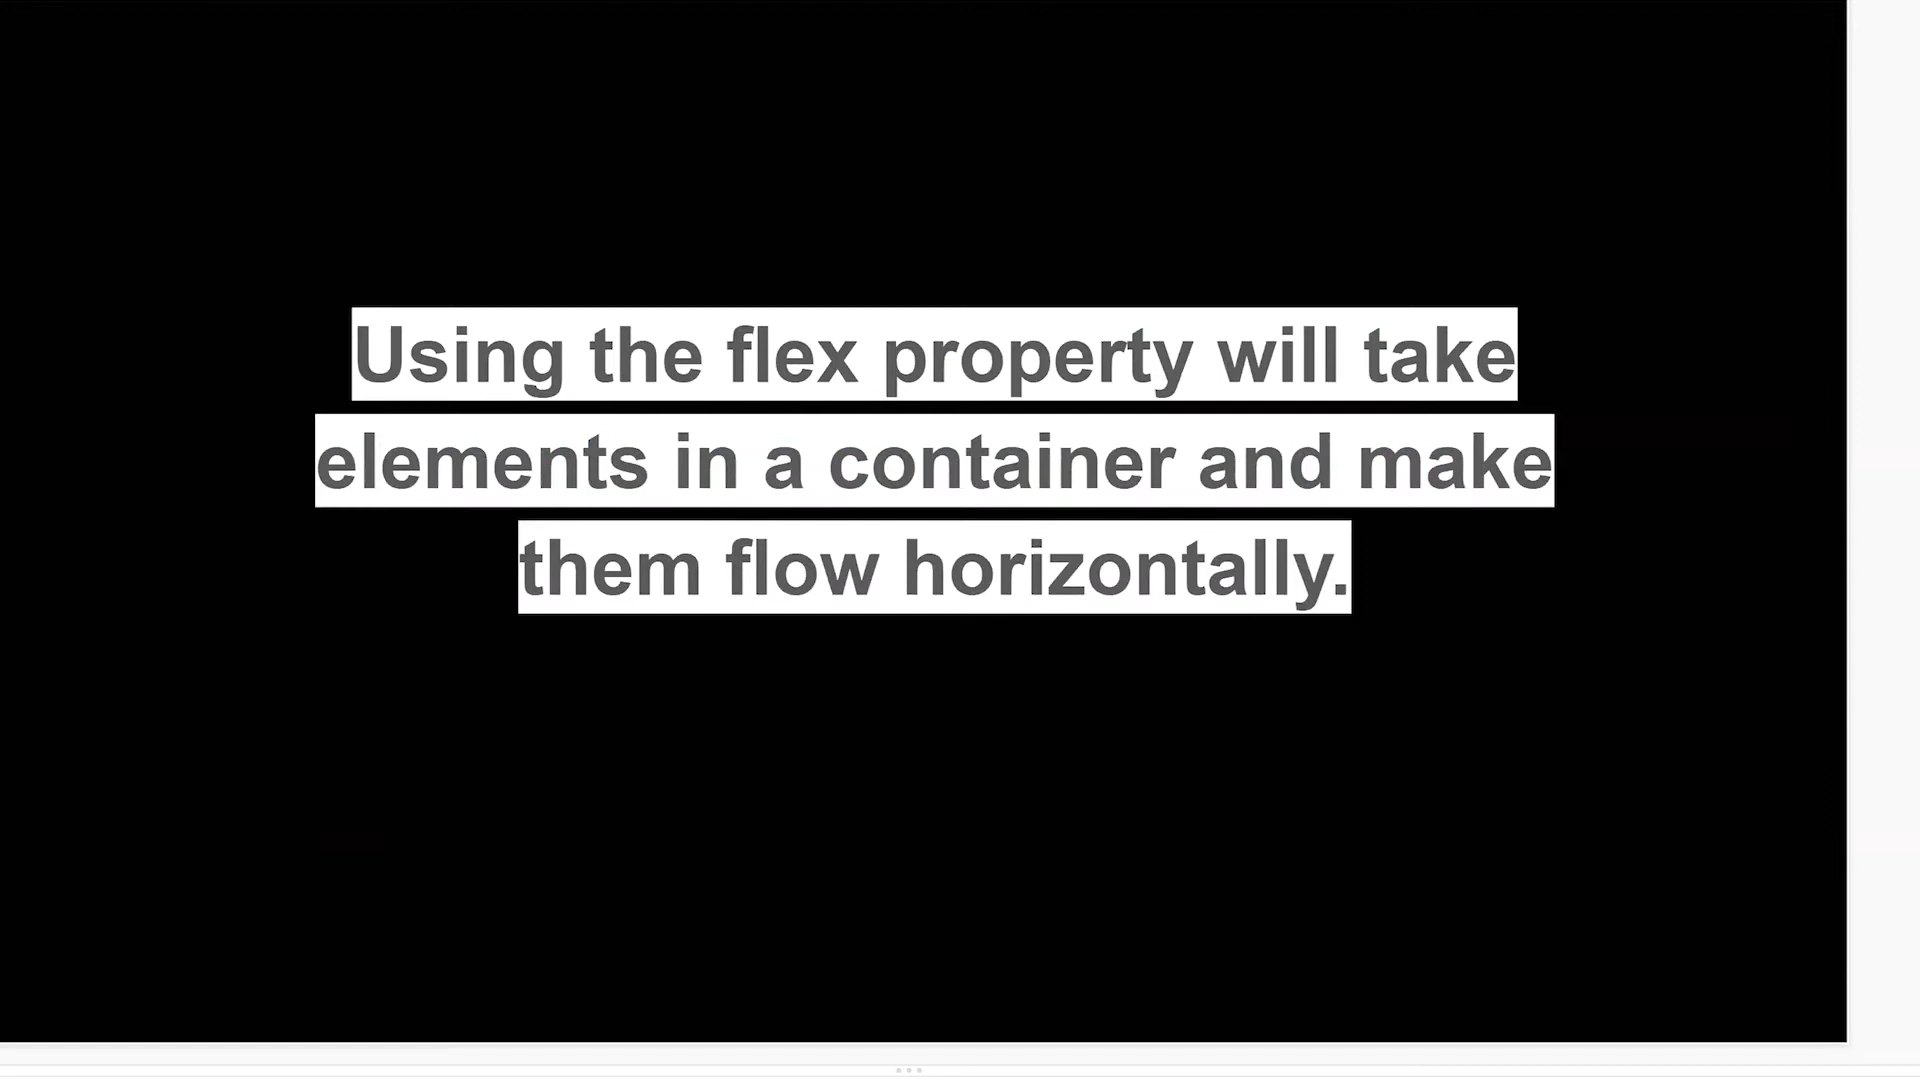 Using the flex property will take
elements in a container and make
them flow horizontally.